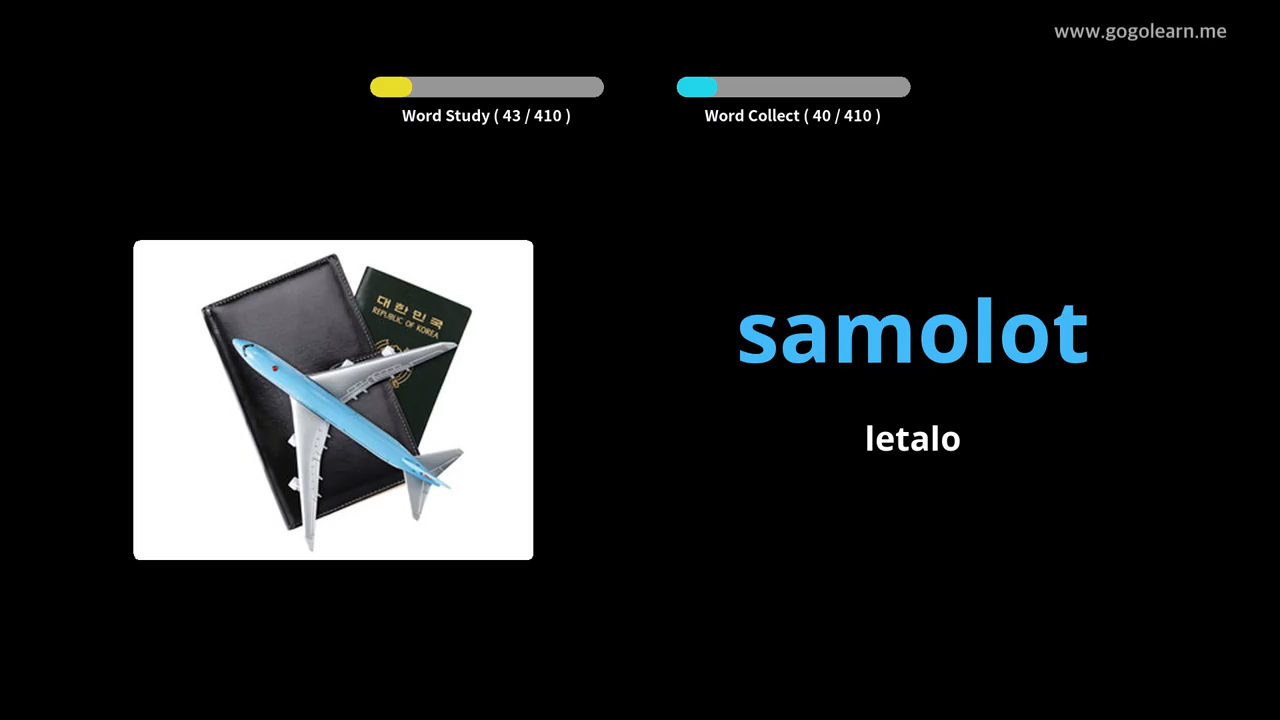 www.gogolearn.me
Word Study ( 43 / 410 )
Word Collect ( 40 / 410 )
대한민국
REPUBLIC OF KOREA
samolot
letalo